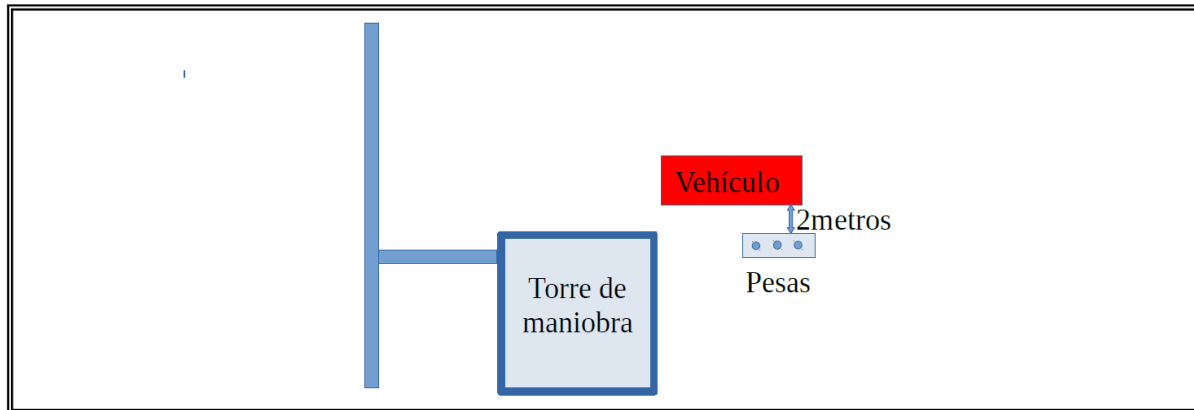 Vehículo
2metros
Pesas
Torre de
maniobra